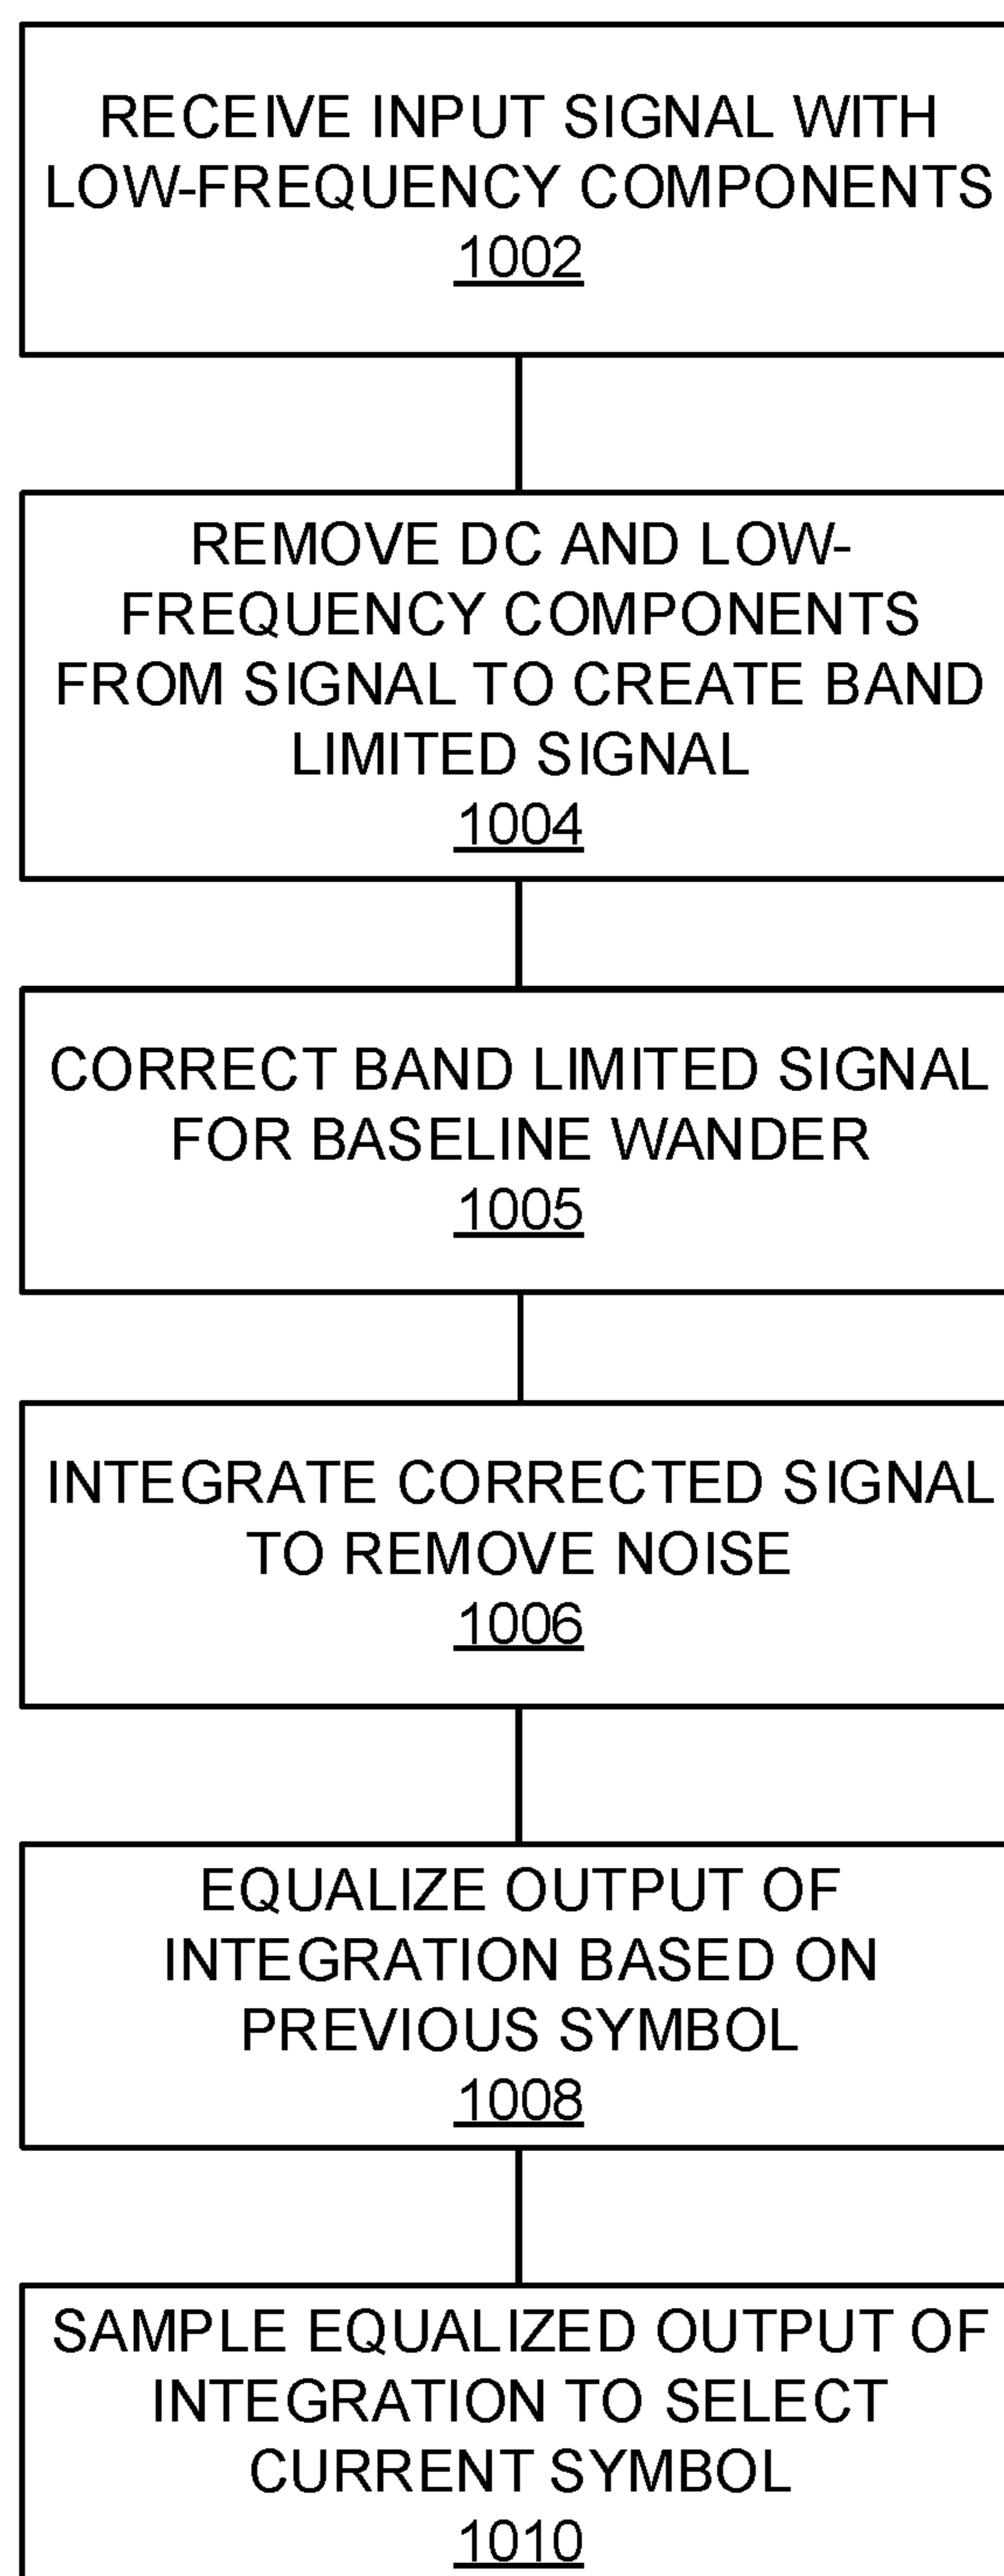 RECEIVE INPUT SIGNAL WITH
LOW-FREQUENCY COMPONENTS
1002
REMOVE DC AND LOW-
FREQUENCY COMPONENTS
FROM SIGNAL TO CREATE BAND
LIMITED SIGNAL
1004
CORRECT BAND LIMITED SIGNAL
FOR BASELINE WANDER
1005
INTEGRATE CORRECTED SIGNAL
TO REMOVE NOISE
1006
EQUALIZE OUTPUT OF
INTEGRATION BASED ON
PREVIOUS SYMBOL
1008
SAMPLE EQUALIZED OUTPUT OF
INTEGRATION TO SELECT
CURRENT SYMBOL
1010